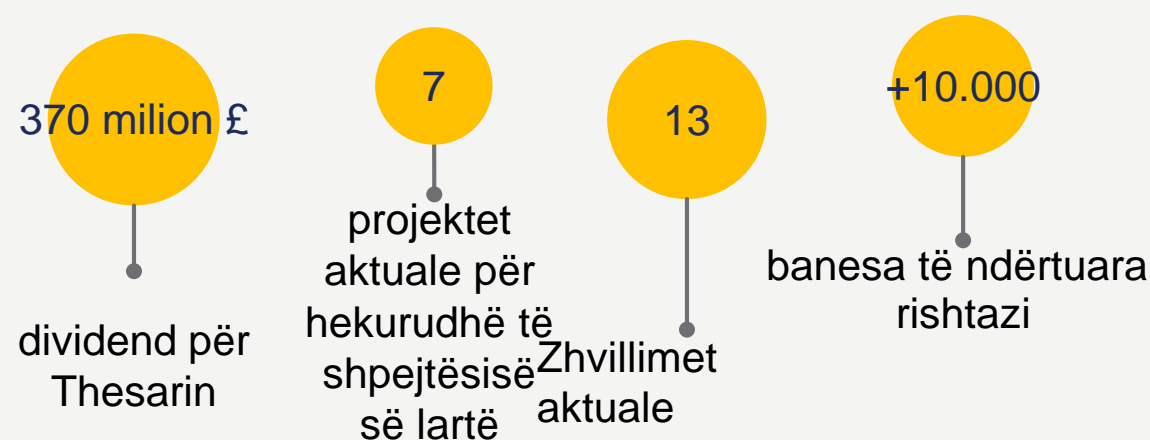 370 milion £
dividend për
Thesarin
7
projektet
aktuale për
hekurudhë të
shpejtësisë
së lartë
13
Zhvillimet
aktuale
+10.000
banesa të ndërtuara
rishtazi